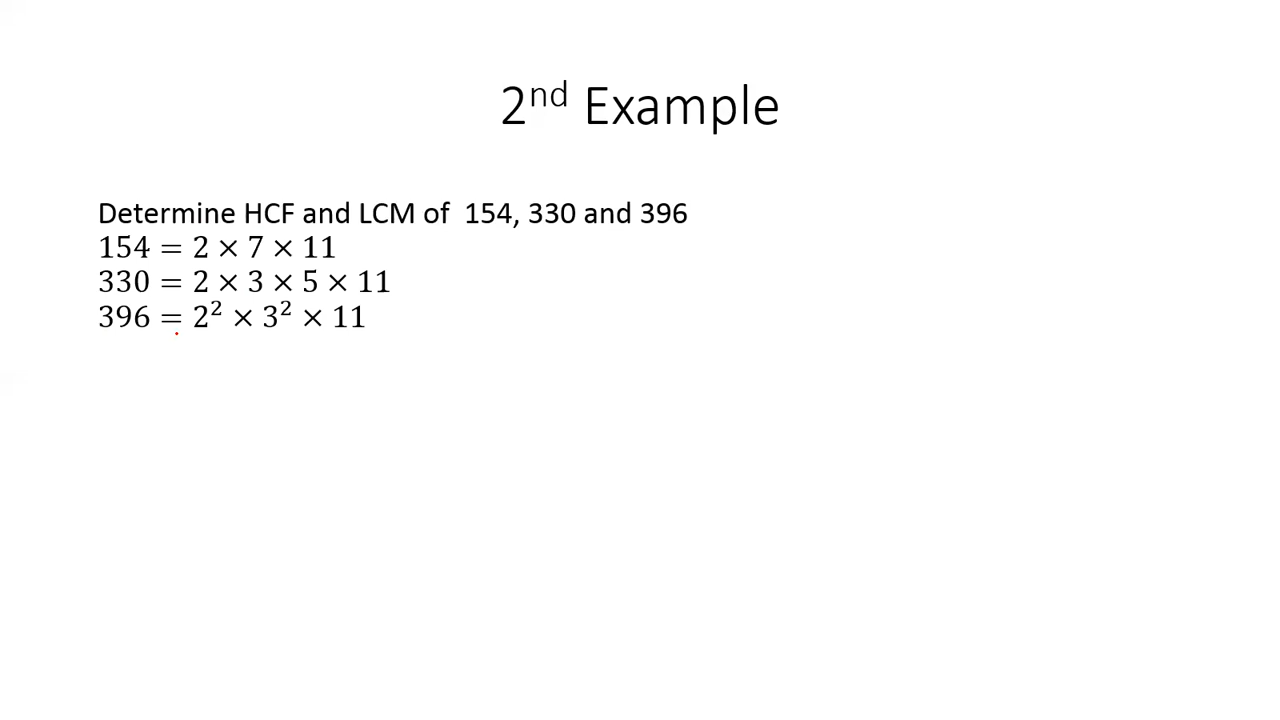 2nd Example
Determine HCF and LCM of 154, 330 and 396
154 = 2 × 7 × 11
330 = 2 × 3 × 5 × 11
396 = 2² × 3² × 11